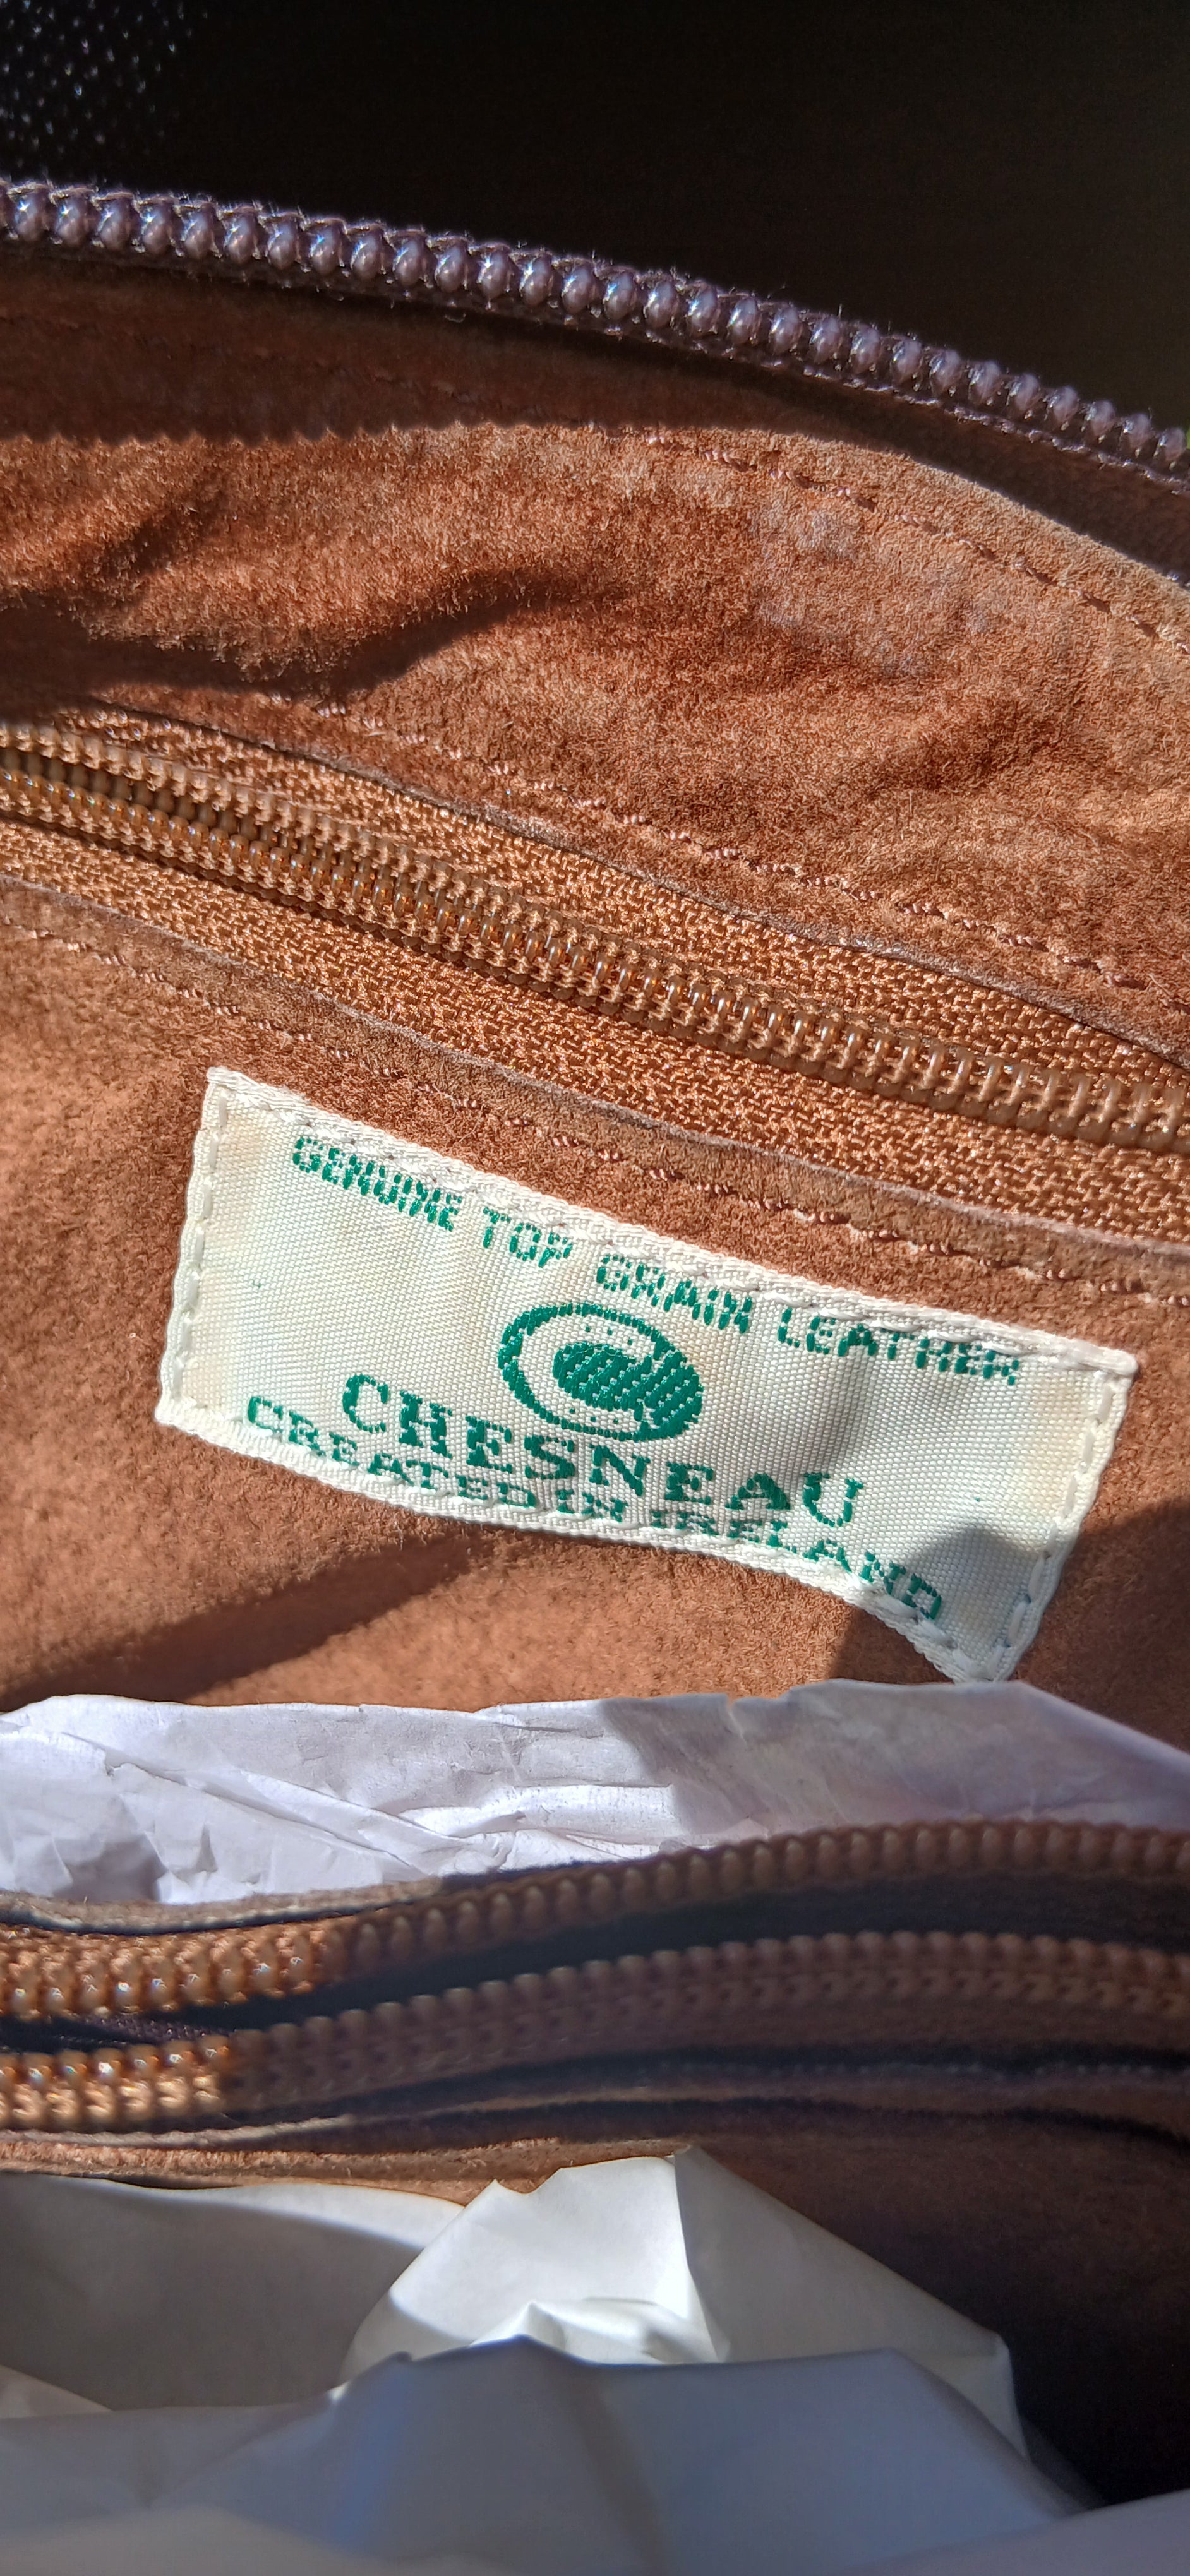 GENUINE TOP GRAIN LEATHER
CHESNEAU
CREATED IN IRELAND